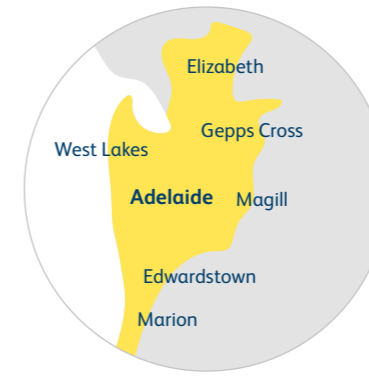 Elizabeth
Gepps Cross
West Lakes
Adelaide
Magill
Edwardstown
Marion